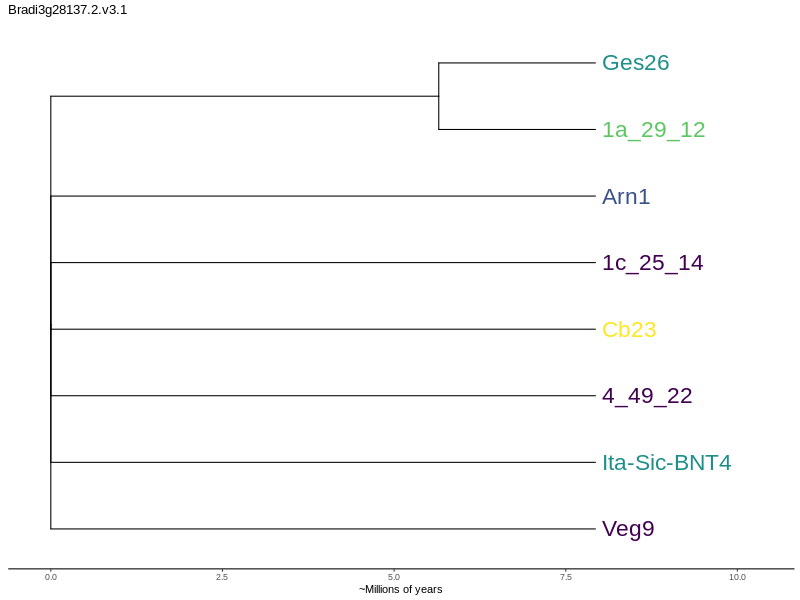 Bradi3g28137.2.v3.1
Ges26
1a_29_12
Arn1
1c_25_14
Cb23
4_49_22
Ita-Sic-BNT4
Veg9
0.0 2.5 5.0 7.5 10.0
~Millions of years